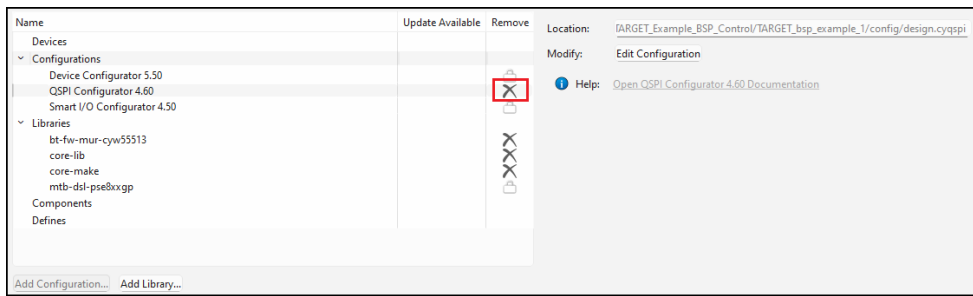 Name Update Available Remove
Devices
Configurations
Device Configurator 5.50
QSPI Configurator 4.60
Smart I/O Configurator 4.50
Libraries
bt-fw-mur-cyw55513
core-lib
core-make
mtb-dsl-pse8xxgp
Components
Defines
Add Configuration... Add Library...
Location: TARGET_Example_BSP_Control/TARGET_bsp_example_1/config/design.cyqspi
Modify: Edit Configuration
Help: Open QSPI Configurator 4.60 Documentation